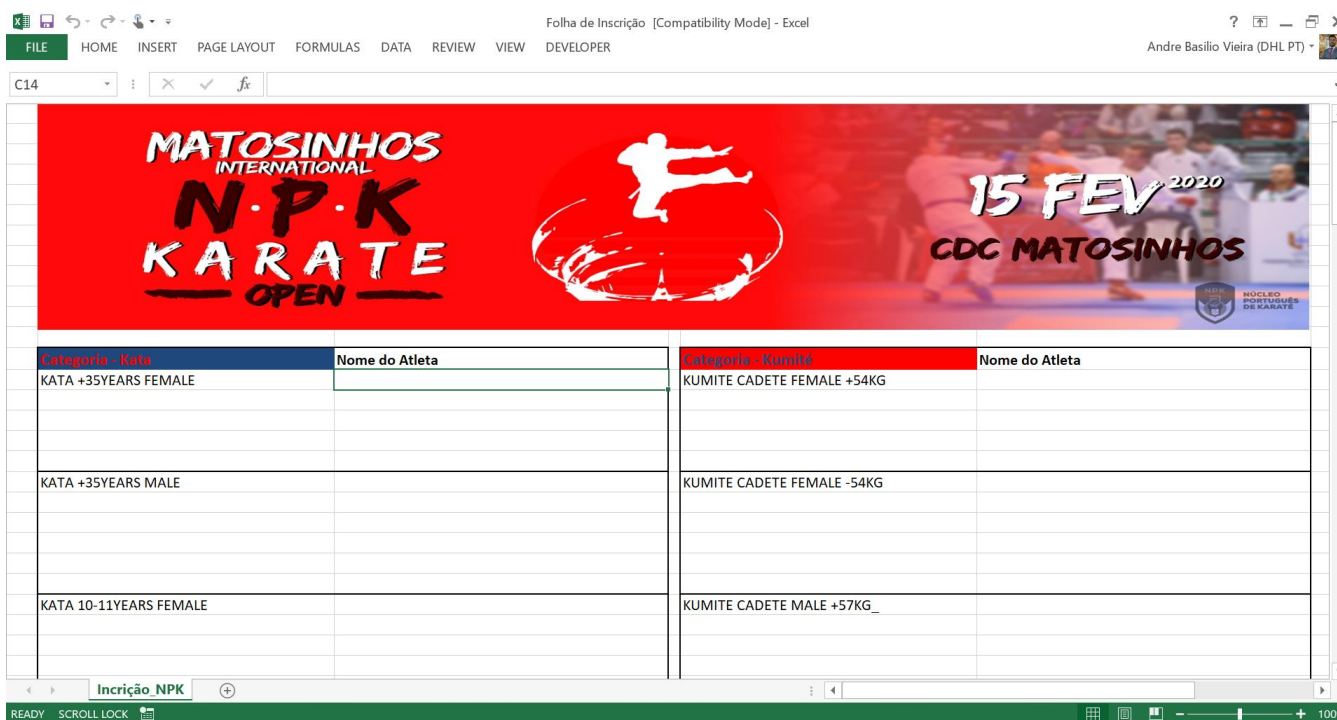 Folha de Inscrição [Compatibility Mode] - Excel
?
FILE HOME INSERT PAGE LAYOUT FORMULAS DATA REVIEW VIEW DEVELOPER
Andre Basilio Vieira (DHL PT)
C14
fx
MATOSINHOS
INTERNATIONAL
N·P·K
KARATE
OPEN
15 FEV 2020
CDC MATOSINHOS
NPK
NÚCLEO
PORTUGUÊS
DE KARATÉ
Categoria - Kata Nome do Atleta Categoria - Kumité Nome do Atleta
KATA +35YEARS FEMALE KUMITE CADETE FEMALE +54KG
KATA +35YEARS MALE KUMITE CADETE FEMALE -54KG
KATA 10-11YEARS FEMALE KUMITE CADETE MALE +57KG_
Incrição_NPK
READY SCROLL LOCK 100